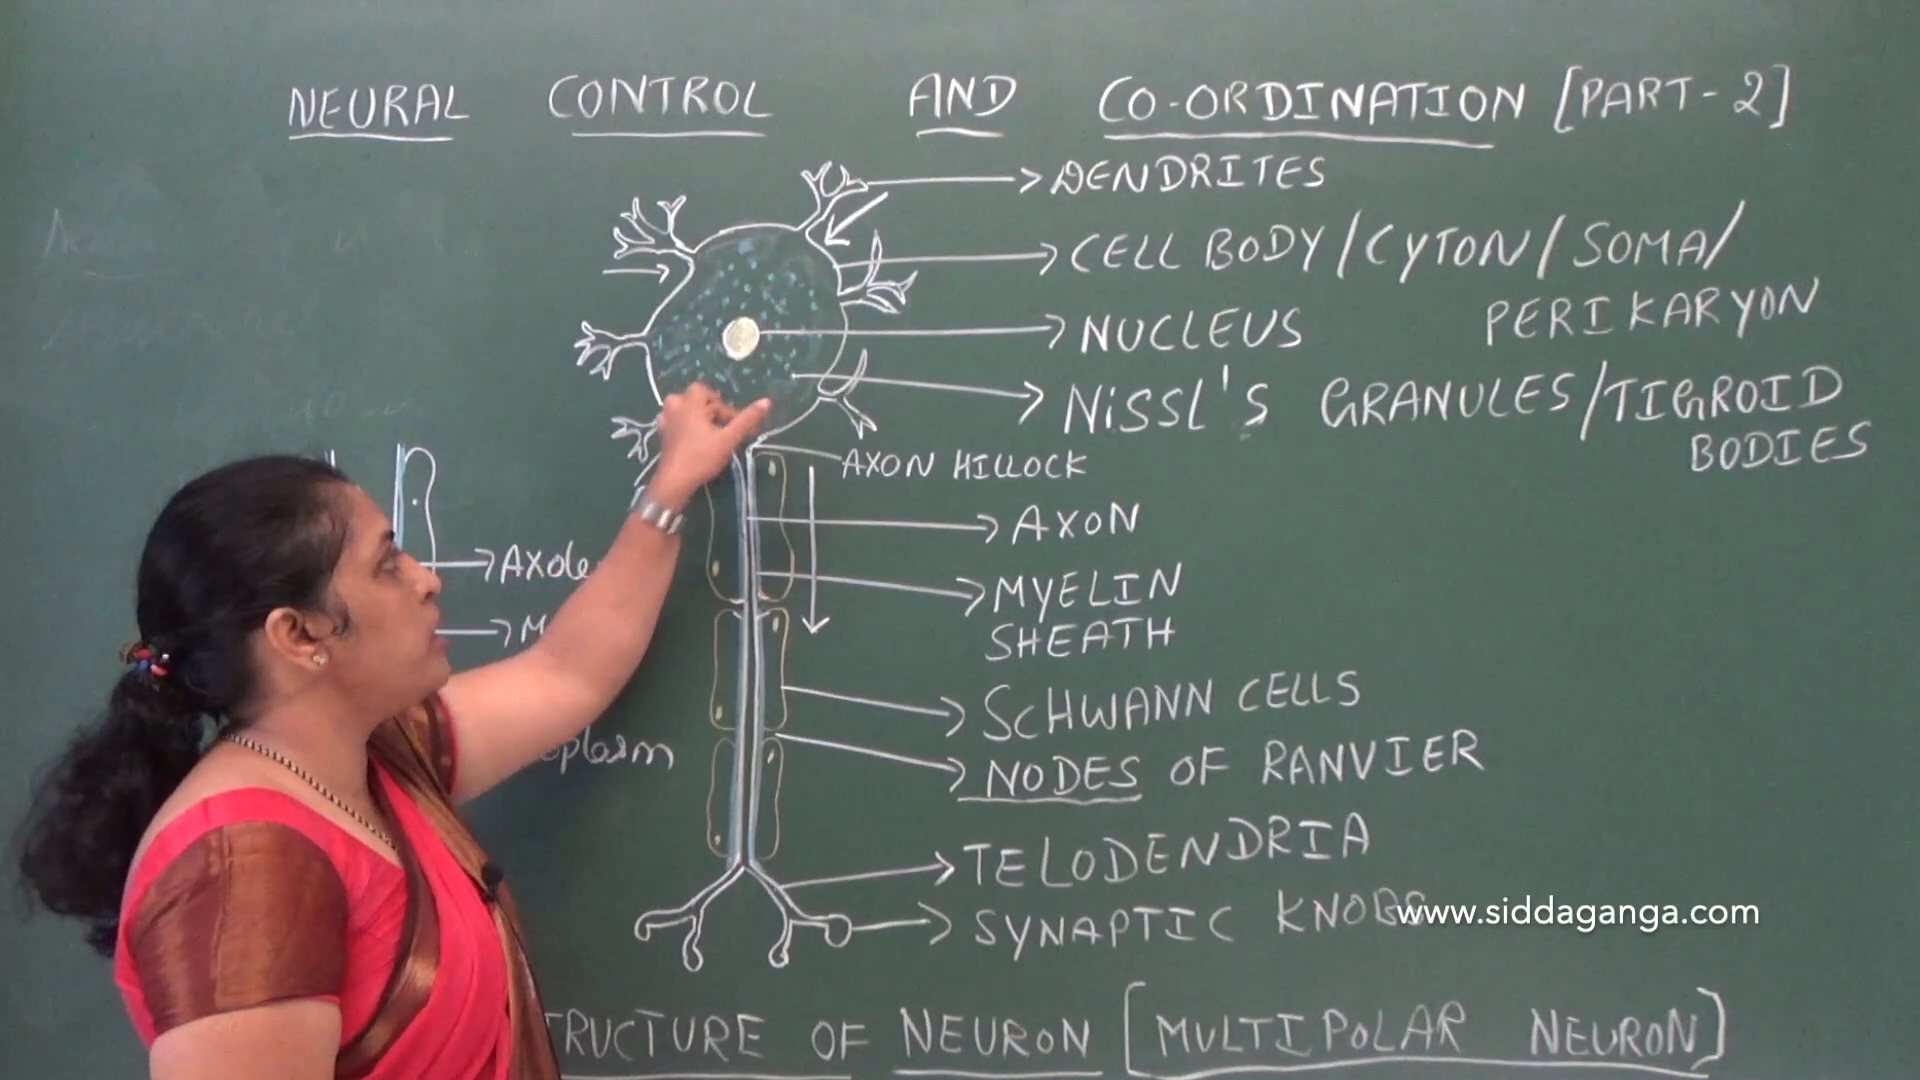 NEURAL CONTROL AND CO-ORDINATION [PART-2]
DENDRITES
CELL BODY/CYTON/SOMA/
PERIKARYON
NUCLEUS
NiSSL'S GRANULES/TIGROID
BODIES
AXON HILLOCK
AXON
MYELIN
SHEATH
SCHWANN CELLS
NODES OF RANVIER
TELODENDRIA
SYNAPTIC KNOBS
www.siddaganga.com
TRUCTURE OF NEURON [MULTIPOLAR NEURON]
Axole
M
oplasm